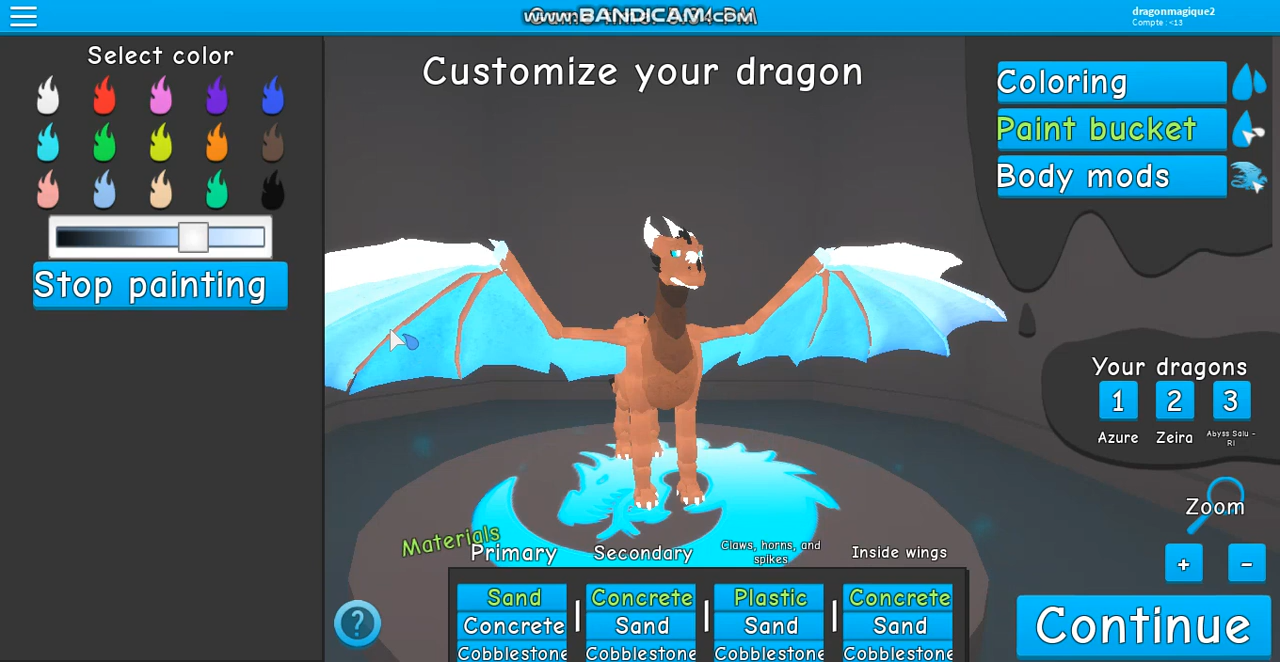 www.BANDICAM.com
dragonmagique2
Compte : <13
Select color
Customize your dragon
Coloring
Paint bucket
Body mods
Stop painting
Your dragons
1 2 3
Azure Zeira Abyss Salu -
RI
Zoom
+ -
Materials
Primary Secondary Claws, horns, and spikes Inside wings
Sand Concrete Plastic Concrete
Concrete Sand Sand Sand
Cobblestone Cobblestone Cobblestone Cobblestone
?
Continue